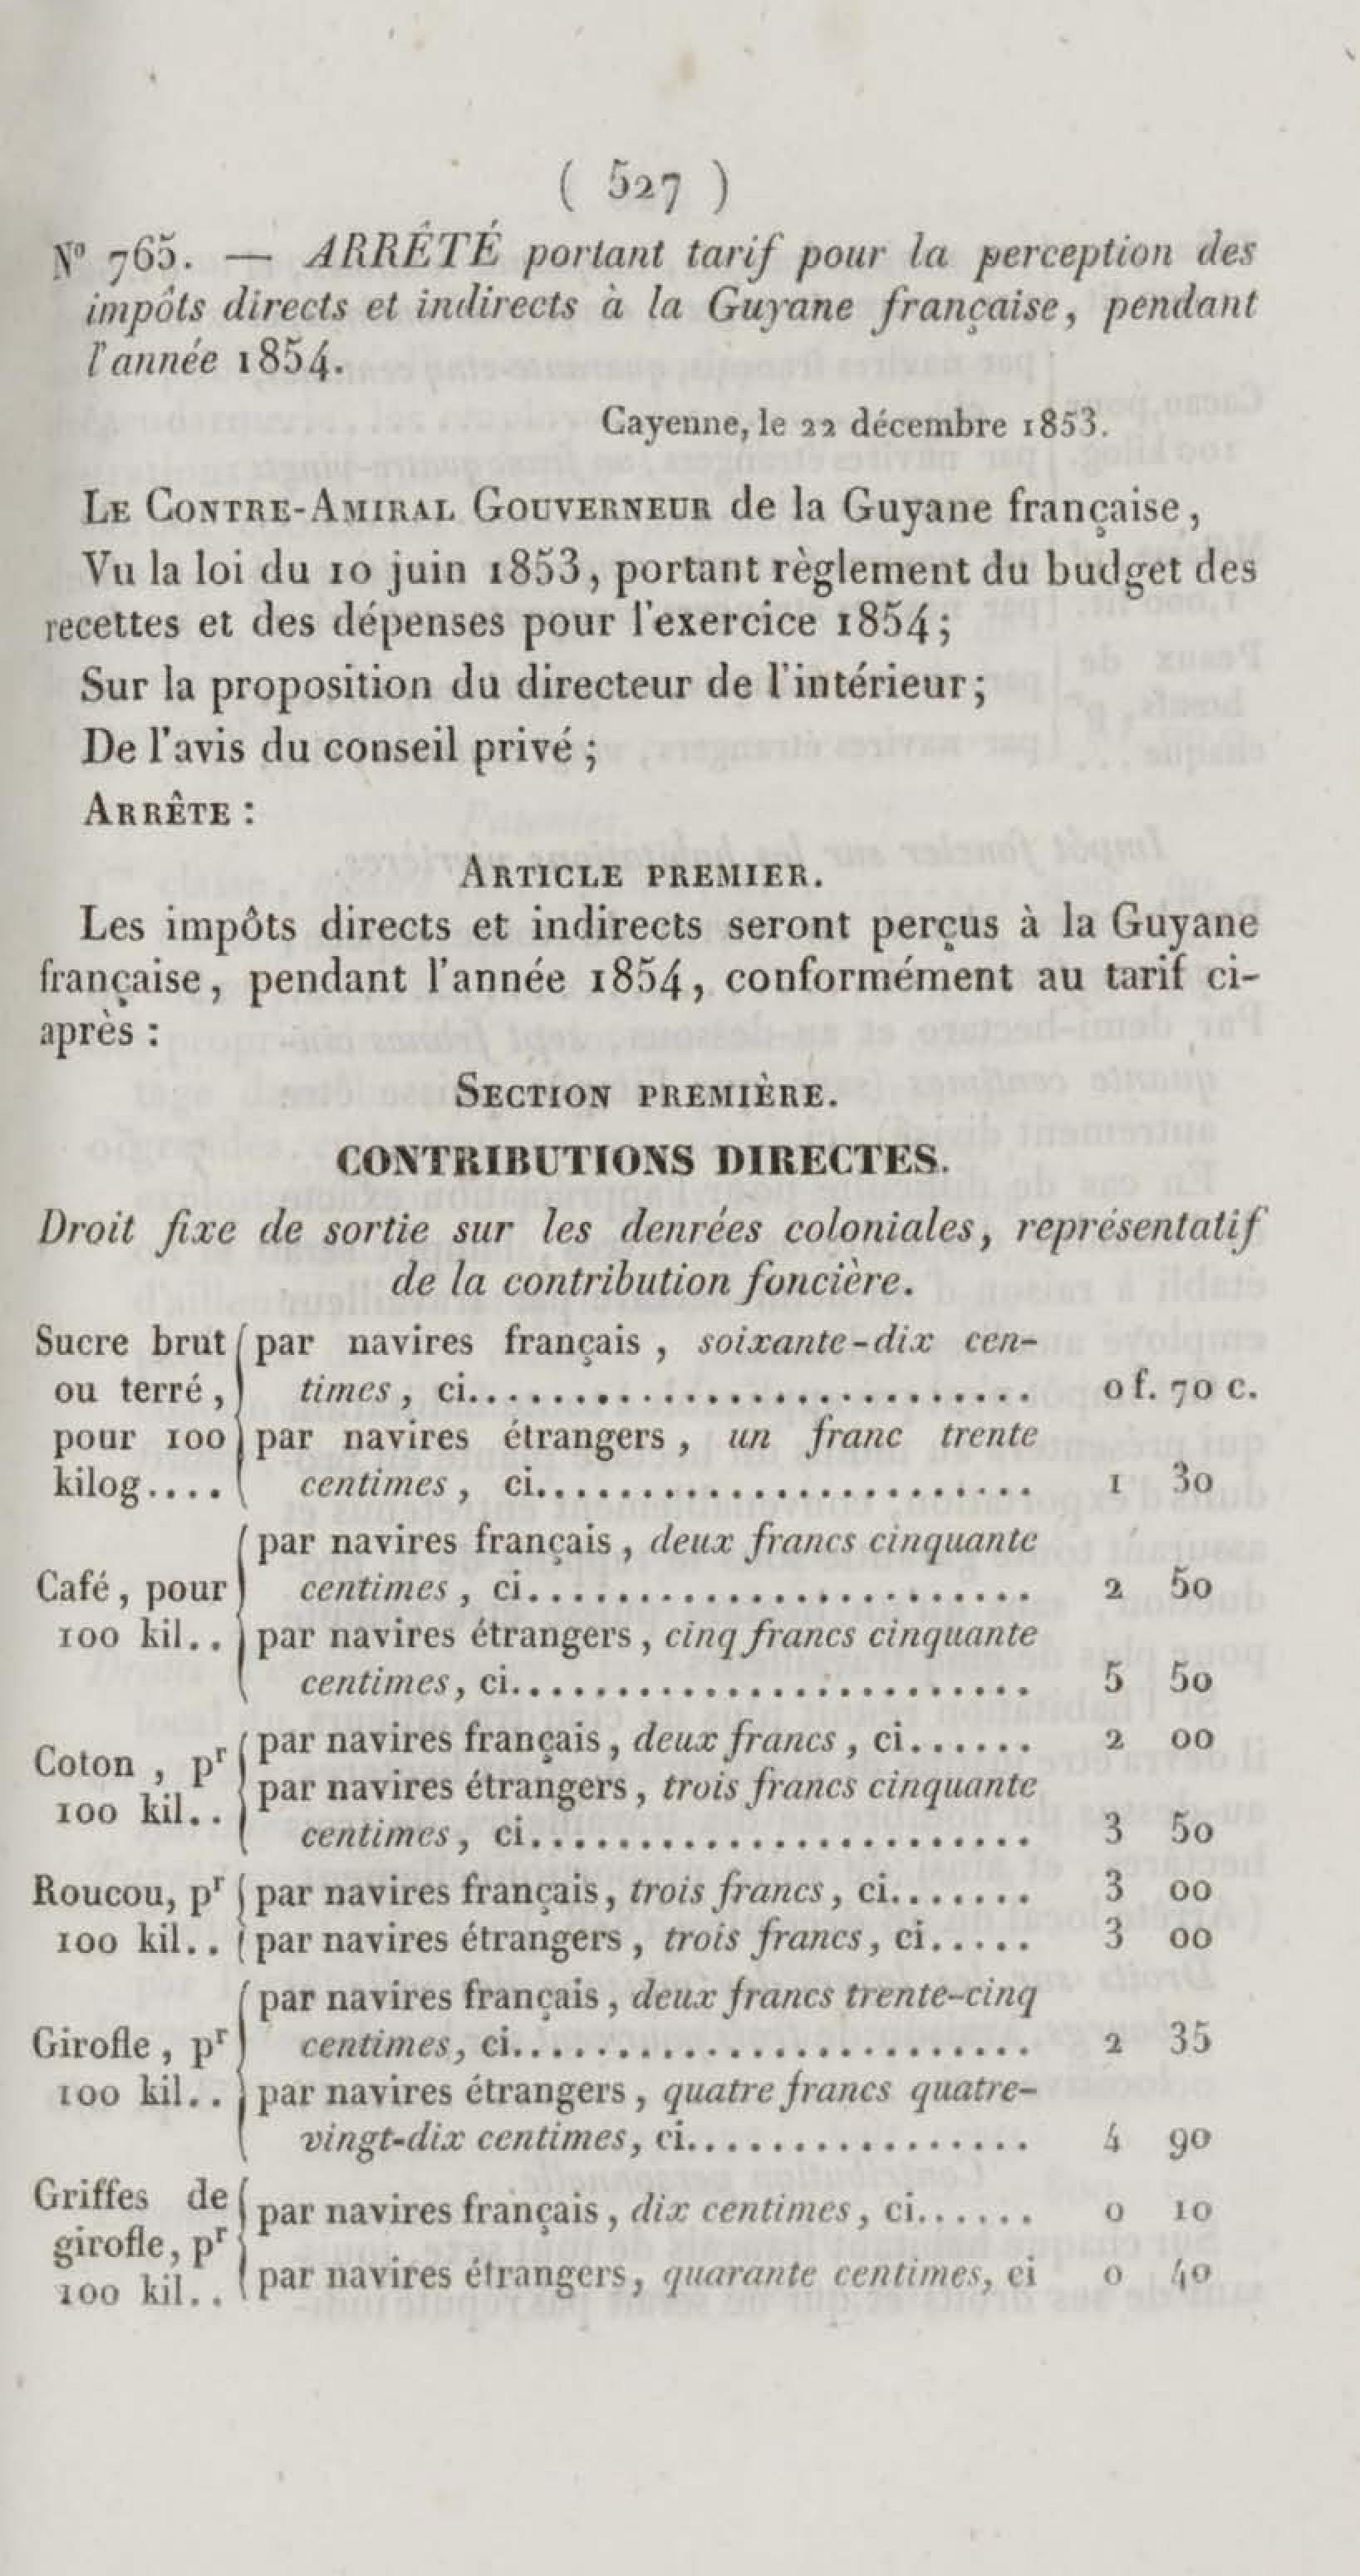 ( 527 )
Nº 765. — ARRÊTÉ portant tarif pour la perception des
impôts directs et indirects à la Guyane française, pendant
l'année 1854.
Cayenne, le 22 décembre 1853.
LE CONTRE-AMIRAL GOUVERNEUR de la Guyane française,
Vu la loi du 10 juin 1853, portant règlement du budget des
recettes et des dépenses pour l'exercice 1854;
Sur la proposition du directeur de l'intérieur;
De l'avis du conseil privé;
ARRÊTE :
ARTICLE PREMIER.
Les impôts directs et indirects seront perçus à la Guyane
française, pendant l'année 1854, conformément au tarif ci-
après :
SECTION PREMIÈRE.
CONTRIBUTIONS DIRECTES.
Droit fixe de sortie sur les denrées coloniales, représentatif
de la contribution foncière.
Sucre brut par navires français, soixante-dix cen-
ou terré, times, ci............................ 0 f. 70 c.
pour 100 par navires étrangers, un franc trente
kilog.... centimes, ci........................ 1 30
par navires français, deux francs cinquante
Café, pour centimes, ci........................ 2 50
100 kil.. par navires étrangers, cinq francs cinquante
centimes, ci......................... 5 50
Coton, pr par navires français, deux francs, ci...... 2 00
100 kil.. par navires étrangers, trois francs cinquante
centimes, ci........................ 3 50
Roucou, pr par navires français, trois francs, ci....... 3 00
100 kil.. par navires étrangers, trois francs, ci..... 3 00
par navires français, deux francs trente-cinq
Girofle, pr centimes, ci......................... 2 35
100 kil.. par navires étrangers, quatre francs quatre-
vingt-dix centimes, ci................. 4 90
Griffes de par navires français, dix centimes, ci...... 0 10
girofle, pr
100 kil.. par navires étrangers, quarante centimes, ci 0 40